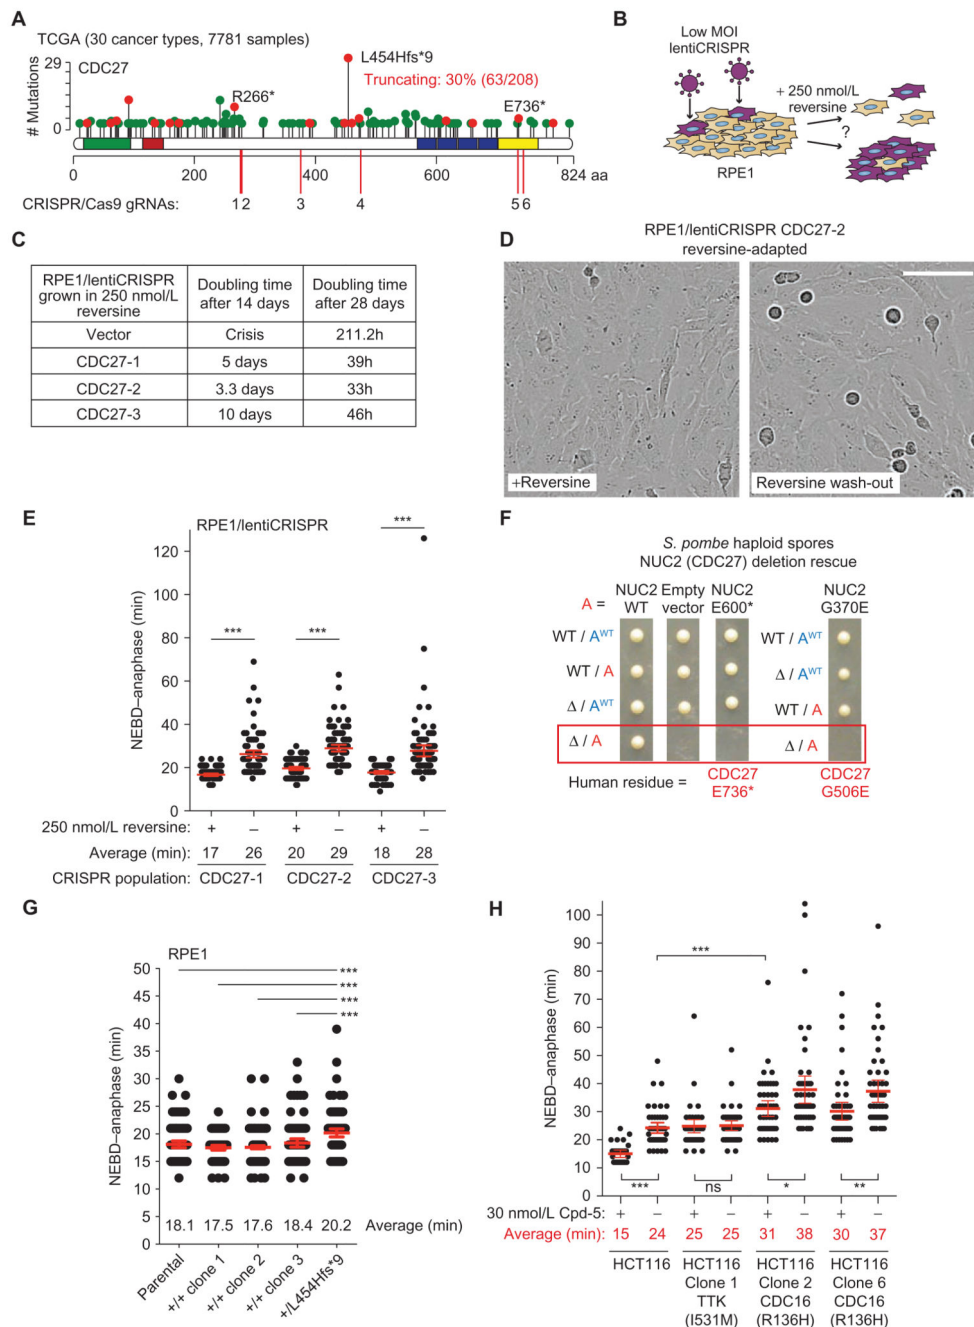 A
TCGA (30 cancer types, 7781 samples)
29
CDC27
L454Hfs*9
Truncating: 30% (63/208)
R266*
E736*
# Mutations
0
0 200 400 600 824 aa
CRISPR/Cas9 gRNAs: 1 2 3 4 5 6
B
Low MOI
lentiCRISPR
+ 250 nmol/L
reversine
?
RPE1
C
RPE1/lentiCRISPR grown in 250 nmol/L reversine
Doubling time after 14 days
Doubling time after 28 days
Vector Crisis 211.2h
CDC27-1 5 days 39h
CDC27-2 3.3 days 33h
CDC27-3 10 days 46h
D
RPE1/lentiCRISPR CDC27-2
reversine-adapted
+Reversine
Reversine wash-out
E
RPE1/lentiCRISPR
***
*** ***
NEBD–anaphase (min)
120
100
80
60
40
20
0
250 nmol/L reversine: + – + – + –
Average (min): 17 26 20 29 18 28
CRISPR population: CDC27-1 CDC27-2 CDC27-3
F
S. pombe haploid spores
NUC2 (CDC27) deletion rescue
A =
NUC2 WT
Empty vector
NUC2 E600*
NUC2 G370E
WT / AWT
WT / A
Δ / AWT
Δ / A
WT / AWT
Δ / AWT
WT / A
Δ / A
Human residue =
CDC27 E736*
CDC27 G506E
G
RPE1
***
***
***
***
NEBD–anaphase (min)
50
45
40
35
30
25
20
15
10
5
0
18.1 17.5 17.6 18.4 20.2 Average (min)
Parental
+/+ clone 1
+/+ clone 2
+/+ clone 3
+/L454Hfs*9
H
NEBD–anaphase (min)
100
90
80
70
60
50
40
30
20
10
0
***
*** ns * **
30 nmol/L Cpd-5 + – + – + – + –
Average (min): 15 24 25 25 31 38 30 37
HCT116
HCT116 Clone 1 TTK (I531M)
HCT116 Clone 2 CDC16 (R136H)
HCT116 Clone 6 CDC16 (R136H)